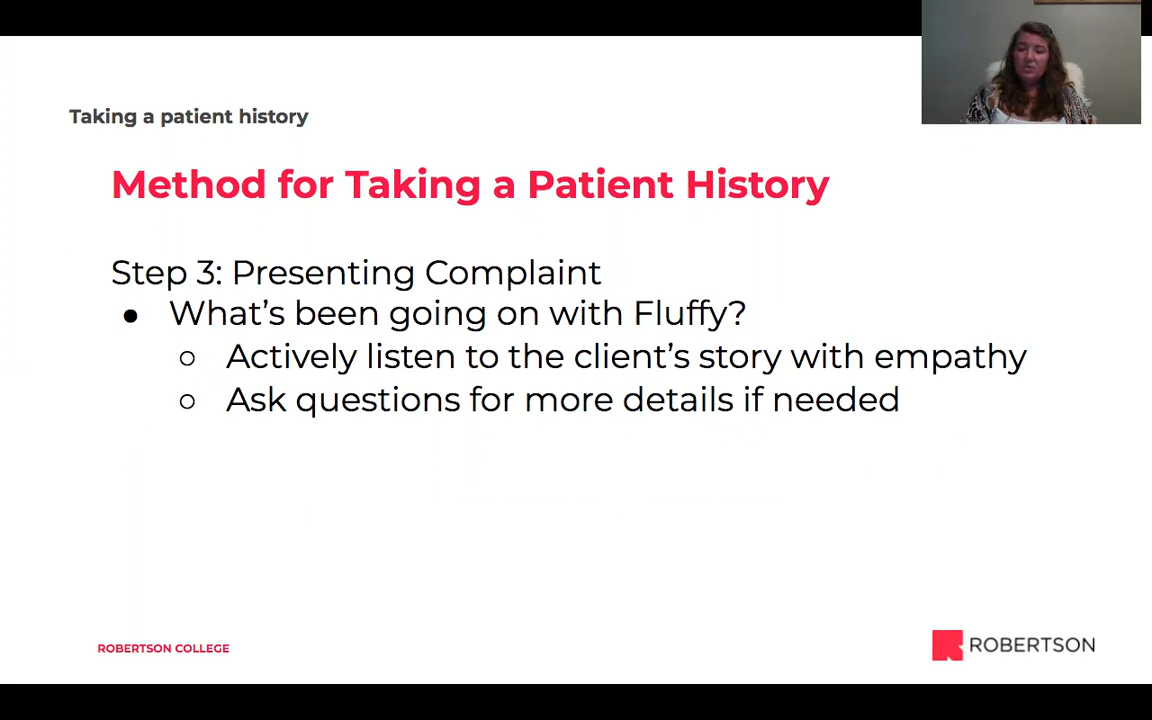 Taking a patient history
Method for Taking a Patient History
Step 3: Presenting Complaint
● What’s been going on with Fluffy?
○ Actively listen to the client’s story with empathy
○ Ask questions for more details if needed
ROBERTSON COLLEGE
ROBERTSON